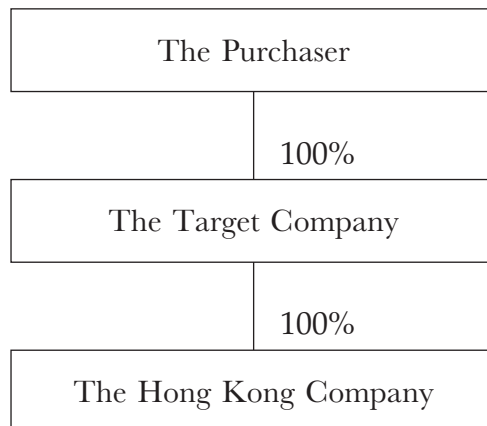 The Purchaser
100%
The Target Company
100%
The Hong Kong Company